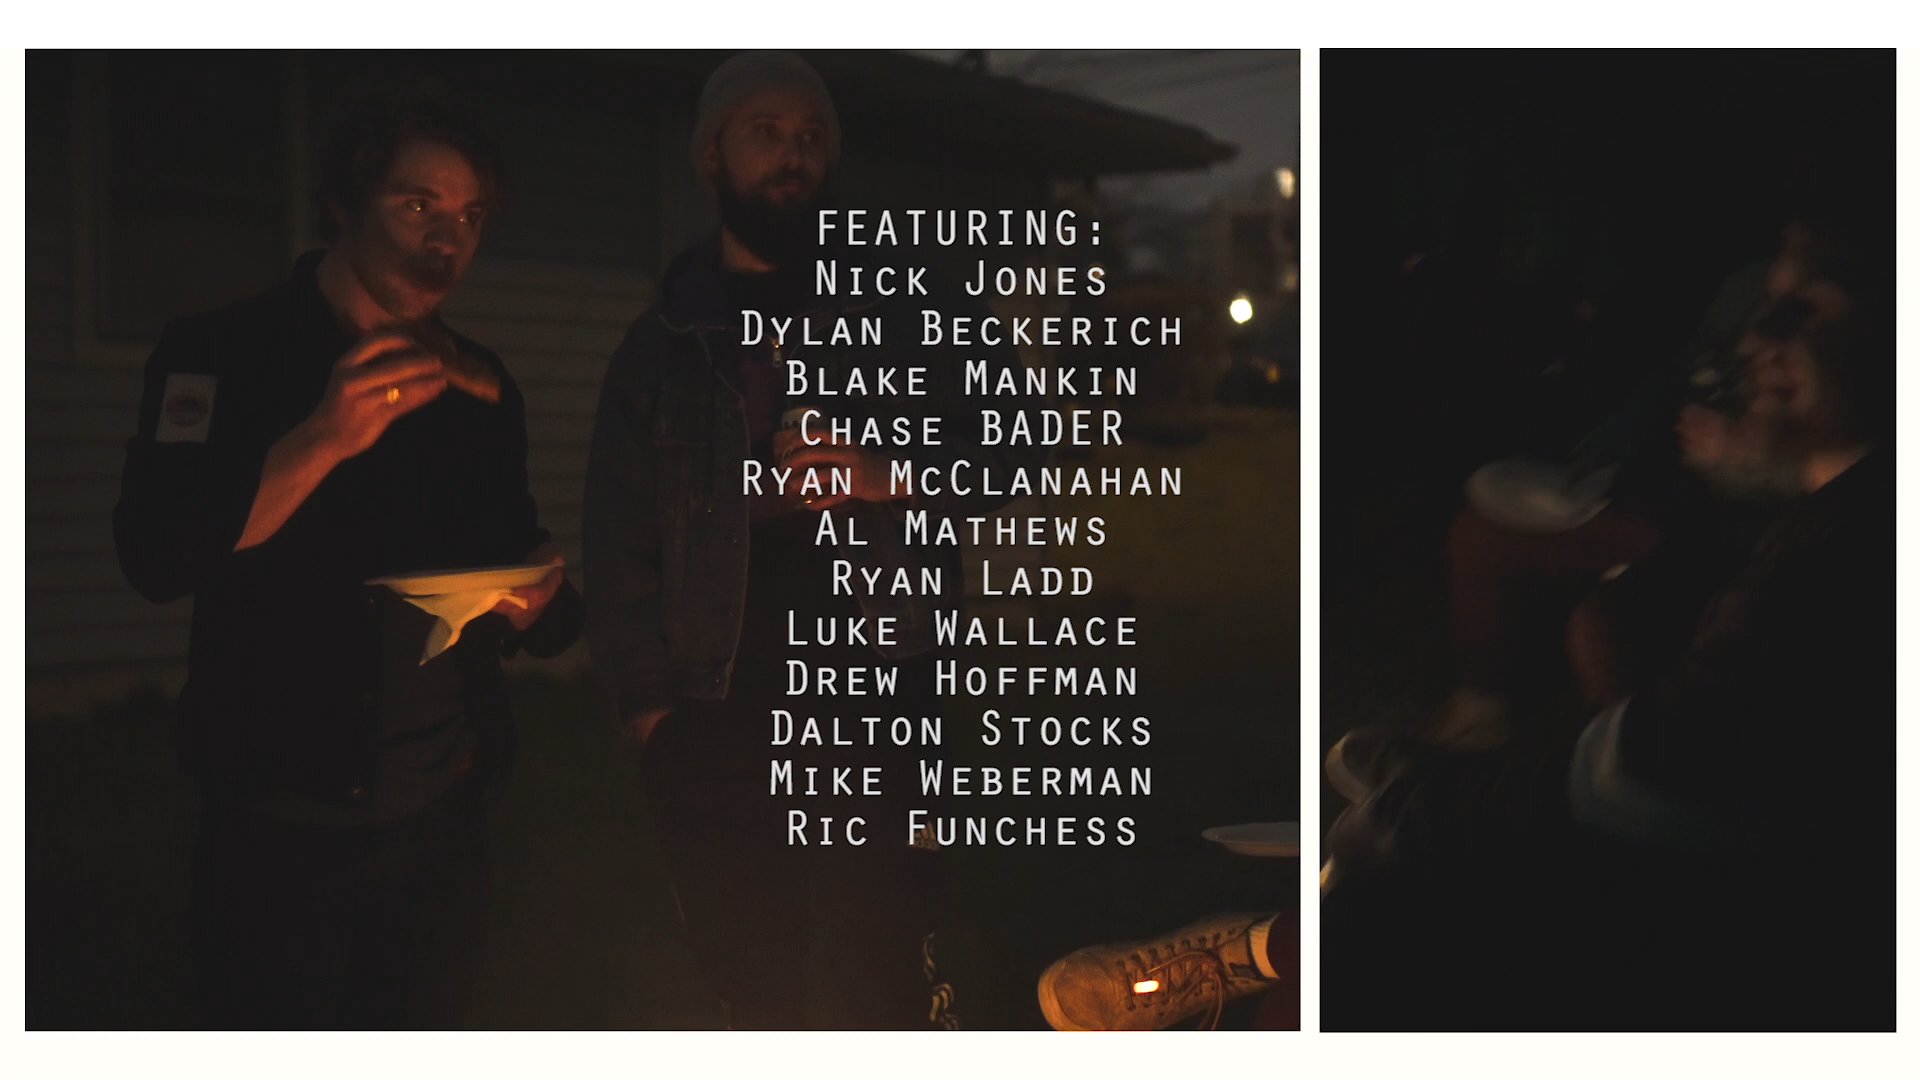 FEATURING:
NICK JONES
DYLAN BECKERICH
BLAKE MANKIN
CHASE BADER
RYAN MCCLANAHAN
AL MATHEWS
RYAN LADD
LUKE WALLACE
DREW HOFFMAN
DALTON STOCKS
MIKE WEBERMAN
RIC FUNCHESS